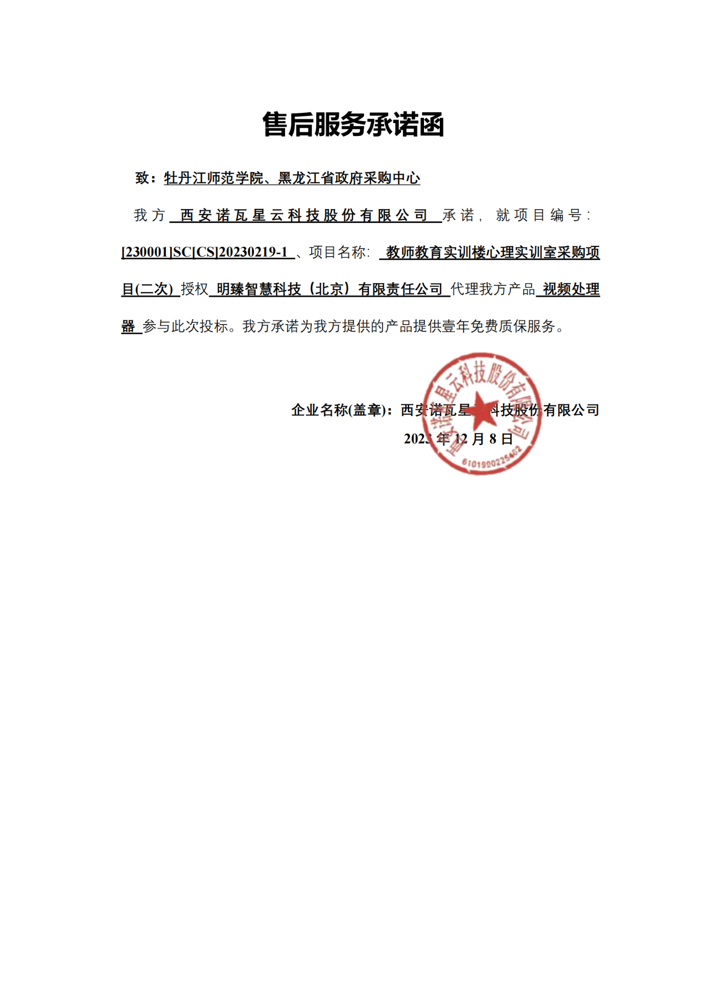 售后服务承诺函
致：牡丹江师范学院、黑龙江省政府采购中心
我方 西安诺瓦星云科技股份有限公司 承诺，就项目编号：
[230001]SC[CS]20230219-1 、项目名称: 教师教育实训楼心理实训室采购项
目(二次) 授权 明臻智慧科技（北京）有限责任公司 代理我方产品 视频处理
器 参与此次投标。我方承诺为我方提供的产品提供壹年免费质保服务。
西安诺瓦星云科技股份有限公司
企业名称(盖章)：西安诺瓦星云科技股份有限公司
2023 年 12 月 8 日